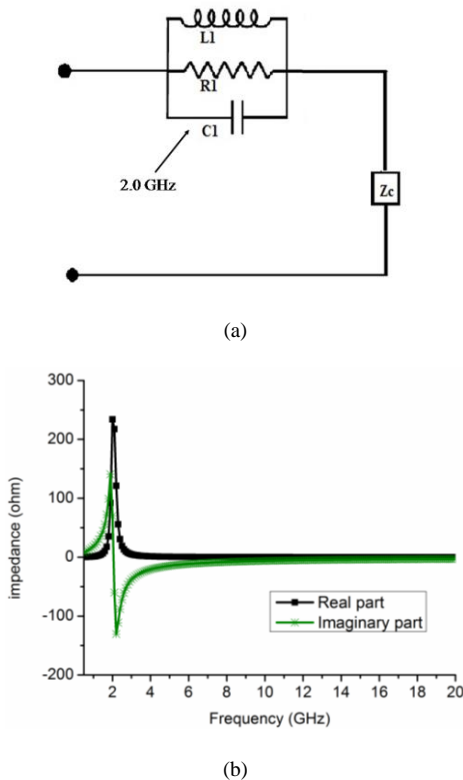 L1
R1
C1
2.0 GHz
Zc
(a)
300
200
100
0
-100
-200
impedance (ohm)
Real part
Imaginary part
2 4 6 8 10 12 14 16 18 20
Frequency (GHz)
(b)